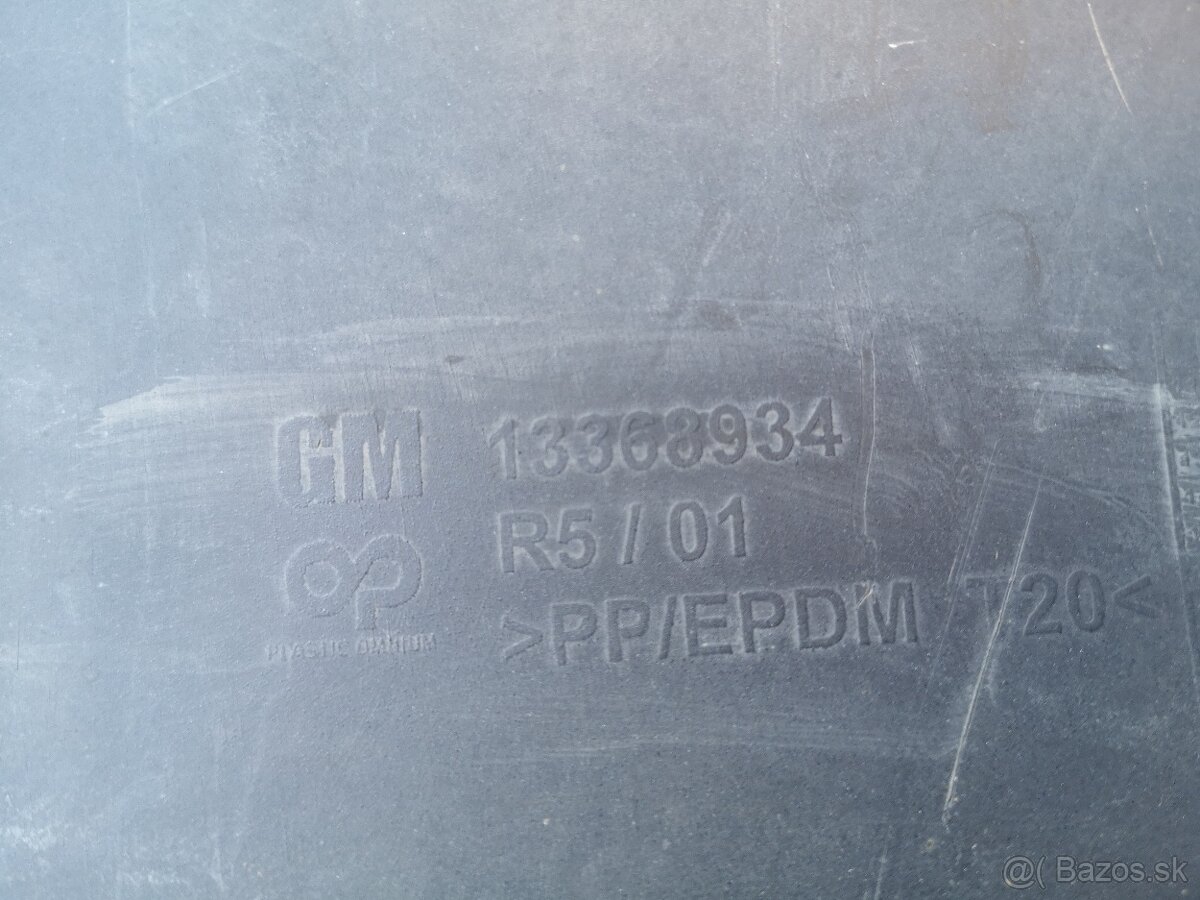 GM 13368934
R5 / 01
PLASTIC OMNIUM
>PP/EPDM T20<
@( Bazos.sk